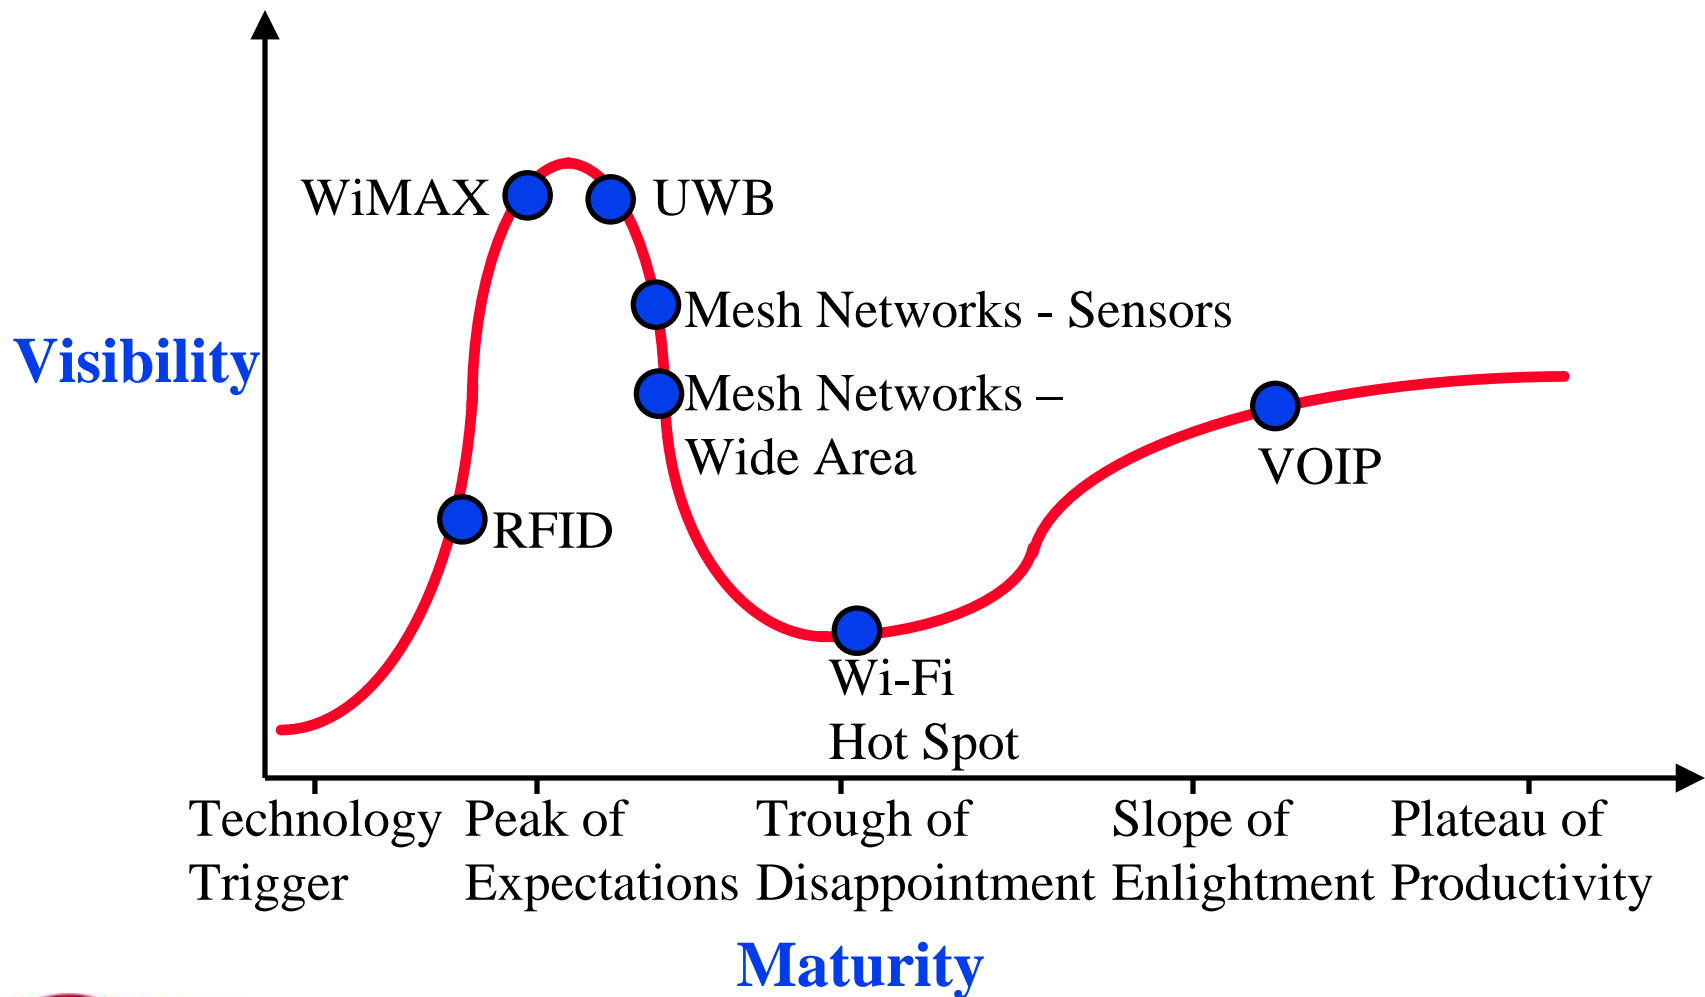 WiMAX
UWB
Mesh Networks - Sensors
Visibility
Mesh Networks –
Wide Area
VOIP
RFID
Wi-Fi
Hot Spot
Technology
Trigger
Peak of
Expectations
Trough of
Disappointment
Slope of
Enlightment
Plateau of
Productivity
Maturity